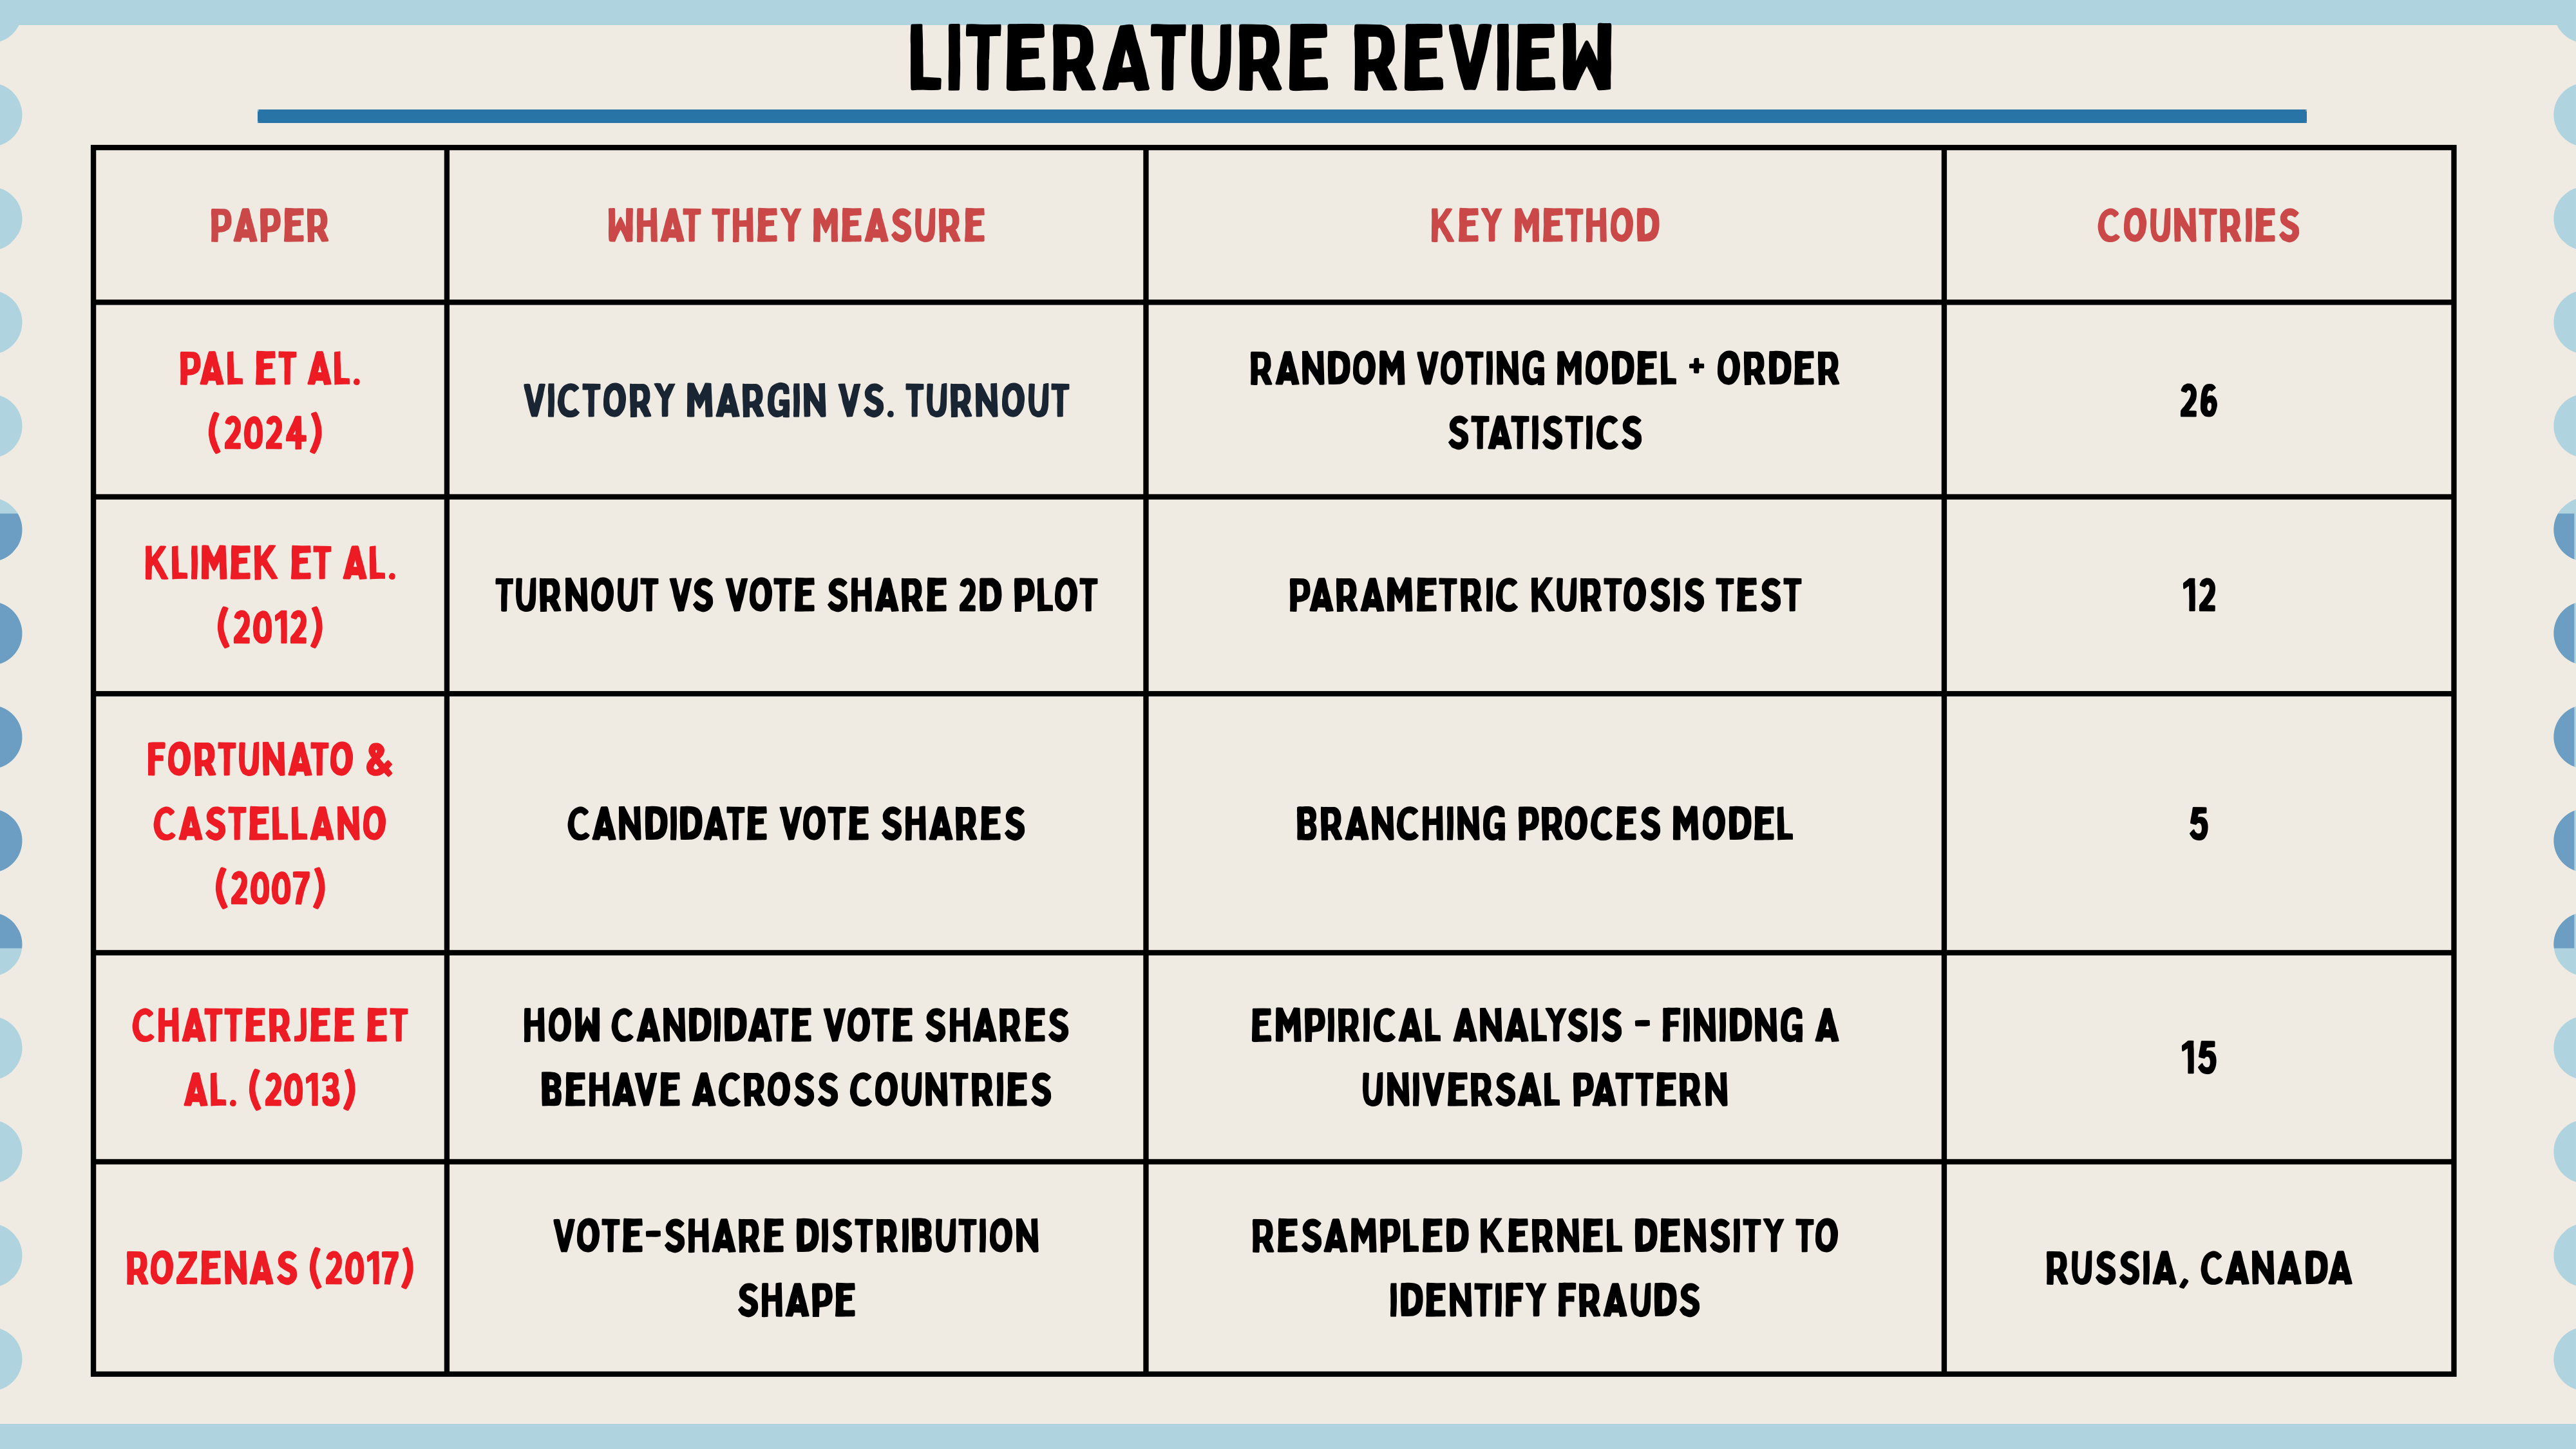 LITERATURE REVIEW
PAPER
WHAT THEY MEASURE
KEY METHOD
COUNTRIES
PAL ET AL.
(2024)
VICTORY MARGIN VS. TURNOUT
RANDOM VOTING MODEL + ORDER
STATISTICS
26
KLIMEK ET AL.
(2012)
TURNOUT VS VOTE SHARE 2D PLOT
PARAMETRIC KURTOSIS TEST
12
FORTUNATO &
CASTELLANO
(2007)
CANDIDATE VOTE SHARES
BRANCHING PROCES MODEL
5
CHATTERJEE ET
AL. (2013)
HOW CANDIDATE VOTE SHARES
BEHAVE ACROSS COUNTRIES
EMPIRICAL ANALYSIS - FINIDNG A
UNIVERSAL PATTERN
15
ROZENAS (2017)
VOTE-SHARE DISTRIBUTION
SHAPE
RESAMPLED KERNEL DENSITY TO
IDENTIFY FRAUDS
RUSSIA, CANADA